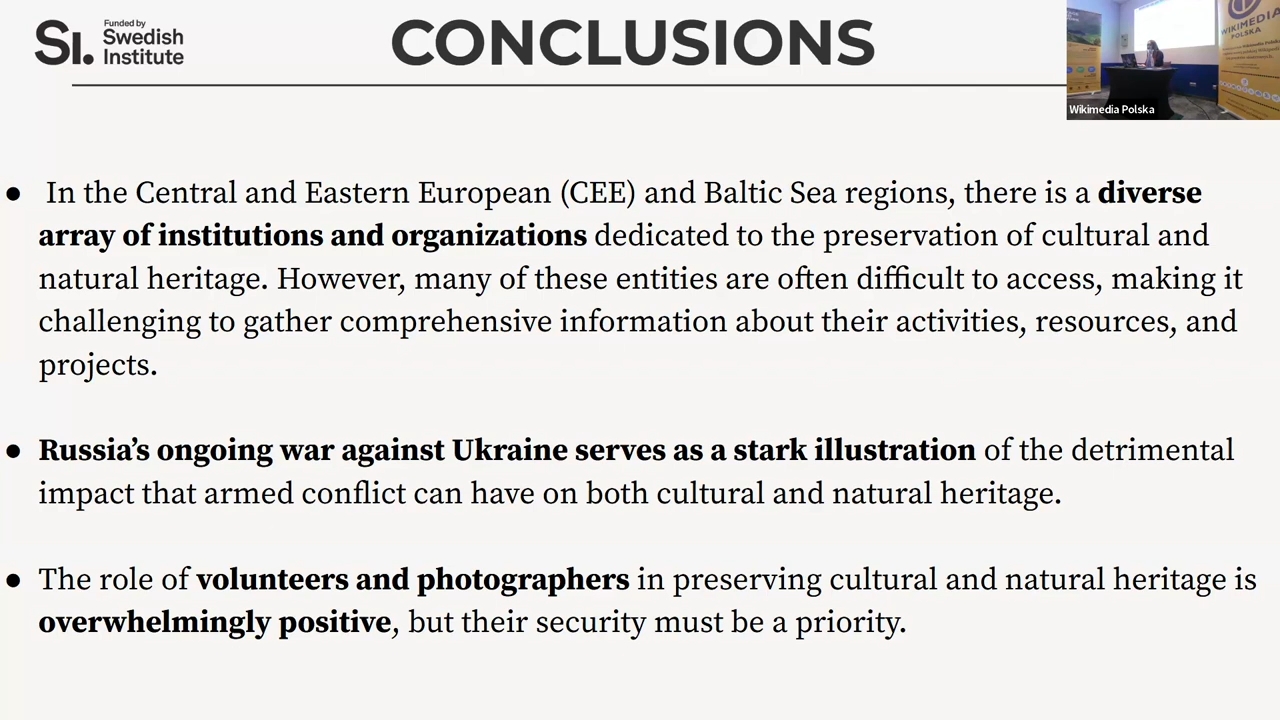 Funded by
SI. Swedish
Institute
CONCLUSIONS
WIKIMEDIA
POLSKA
Wikimedia Polska
● In the Central and Eastern European (CEE) and Baltic Sea regions, there is a diverse
array of institutions and organizations dedicated to the preservation of cultural and
natural heritage. However, many of these entities are often difficult to access, making it
challenging to gather comprehensive information about their activities, resources, and
projects.
● Russia’s ongoing war against Ukraine serves as a stark illustration of the detrimental
impact that armed conflict can have on both cultural and natural heritage.
● The role of volunteers and photographers in preserving cultural and natural heritage is
overwhelmingly positive, but their security must be a priority.